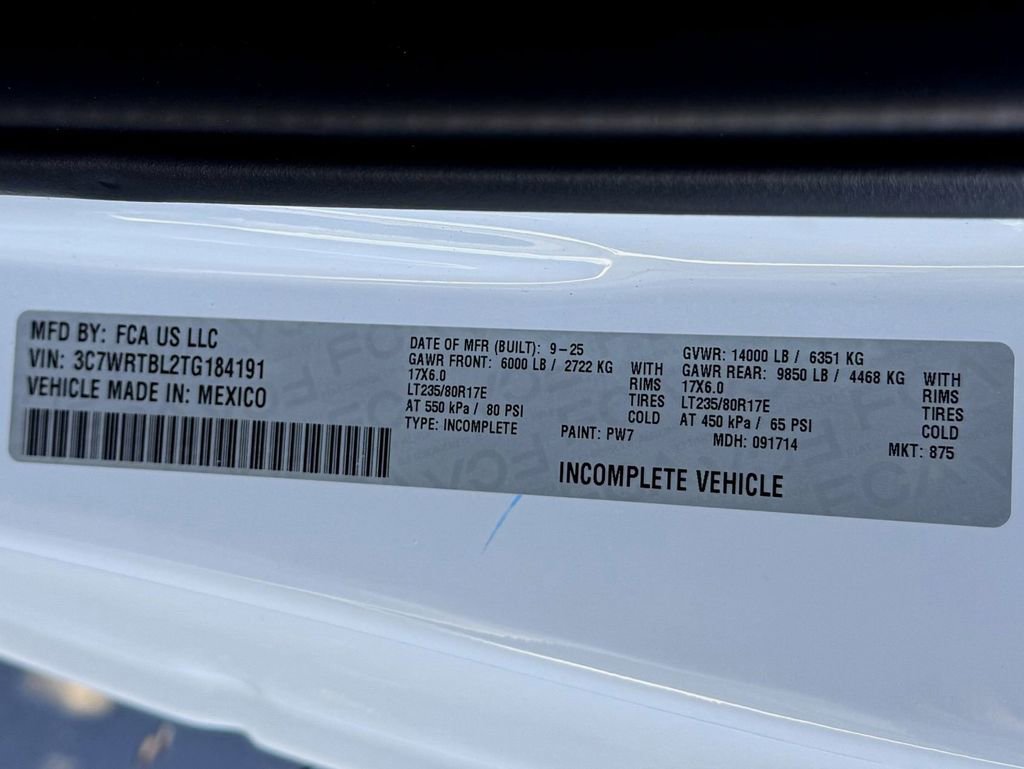 MFD BY: FCA US LLC
VIN: 3C7WRTBL2TG184191
VEHICLE MADE IN: MEXICO
DATE OF MFR (BUILT): 9-25
GAWR FRONT: 6000 LB / 2722 KG
17X6.0
LT235/80R17E
AT 550 kPa / 80 PSI
TYPE: INCOMPLETE
WITH
RIMS
TIRES
COLD
PAINT: PW7
GVWR: 14000 LB / 6351 KG
GAWR REAR: 9850 LB / 4468 KG
17X6.0
LT235/80R17E
AT 450 kPa / 65 PSI
MDH: 091714
WITH
RIMS
TIRES
COLD
MKT: 875
INCOMPLETE VEHICLE